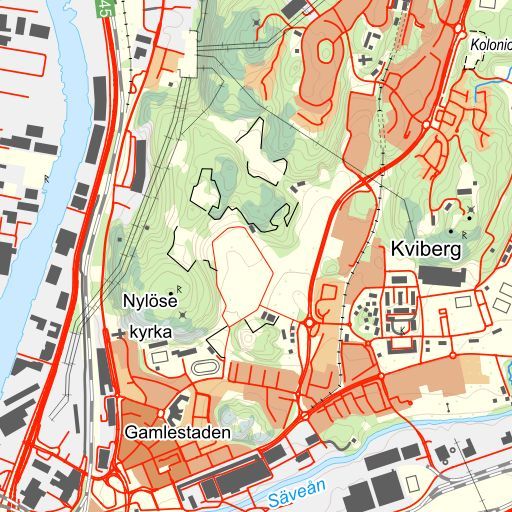 45
Kolonio
R
R
Kviberg
R
Nylöse
kyrka
K
Gamlestaden
Säveån